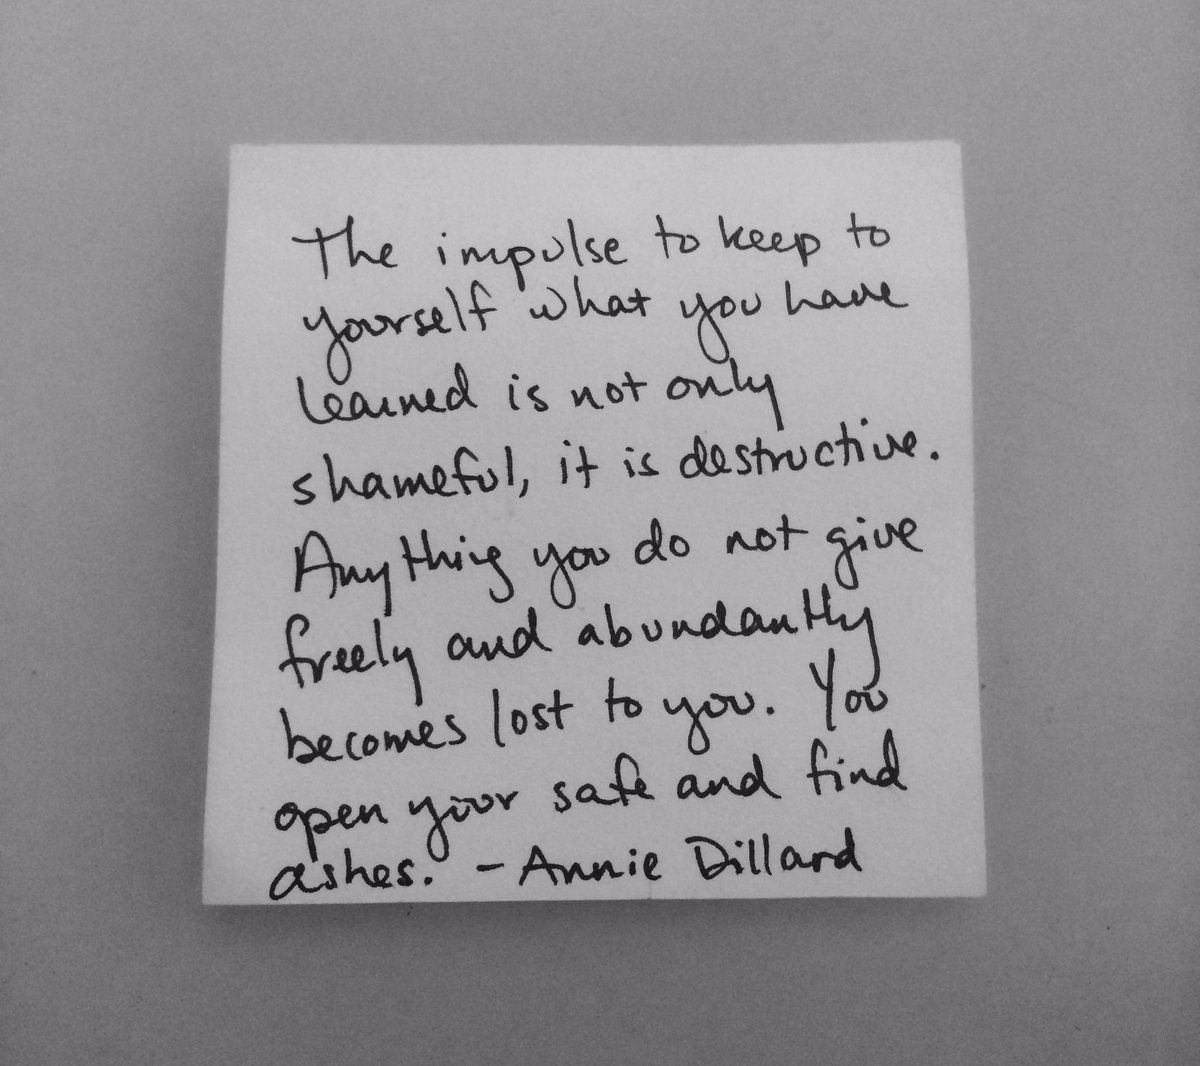 The impulse to keep to
yourself what you have
learned is not only
shameful, it is destructive.
Anything you do not give
freely and abundantly
becomes lost to you. You
open your safe and find
ashes. - Annie Dillard